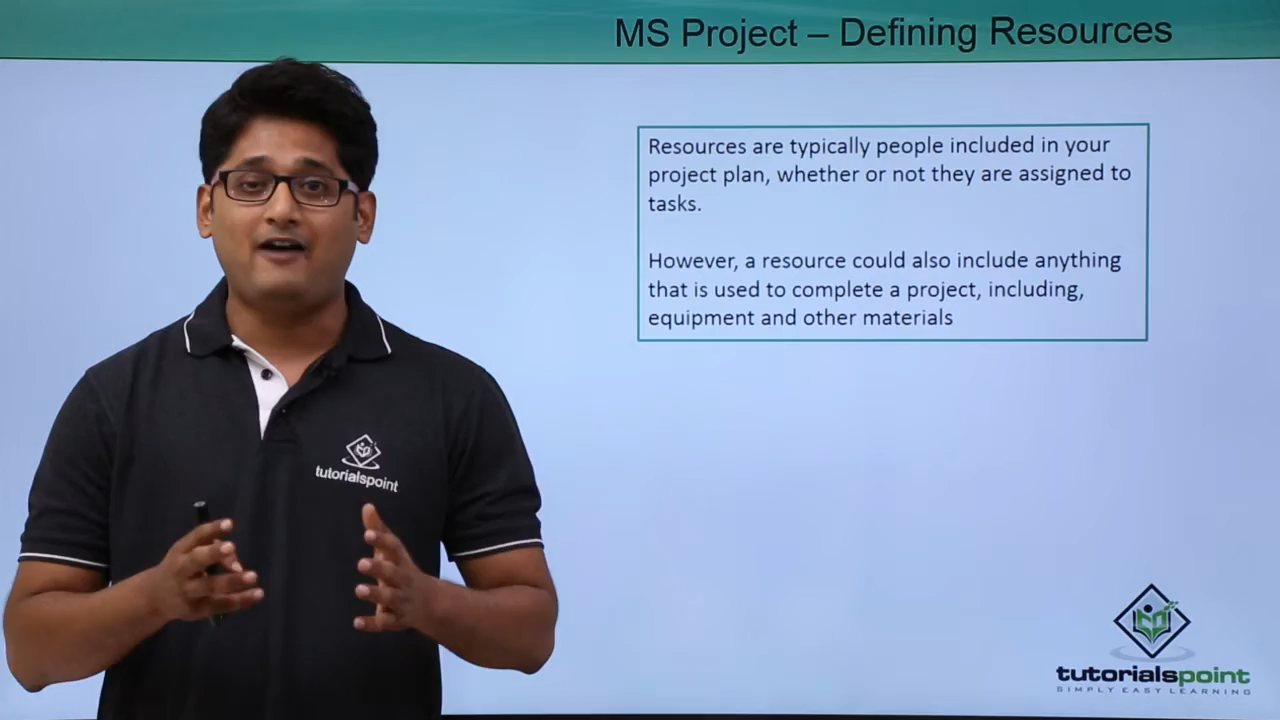 MS Project – Defining Resources
Resources are typically people included in your
project plan, whether or not they are assigned to
tasks.
However, a resource could also include anything
that is used to complete a project, including,
equipment and other materials
tutorialspoint
tutorialspoint
SIMPLY EASY LEARNING